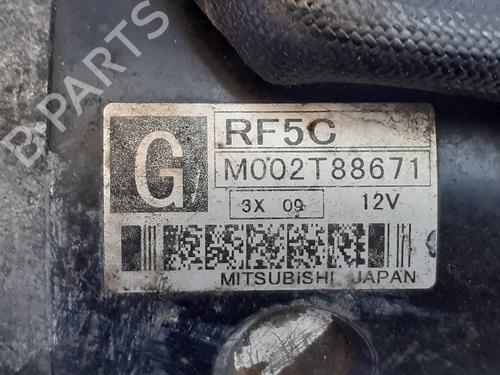 B-PARTS
G
RF5C
M002T88671
3X 09
12V
MITSUBISHI JAPAN